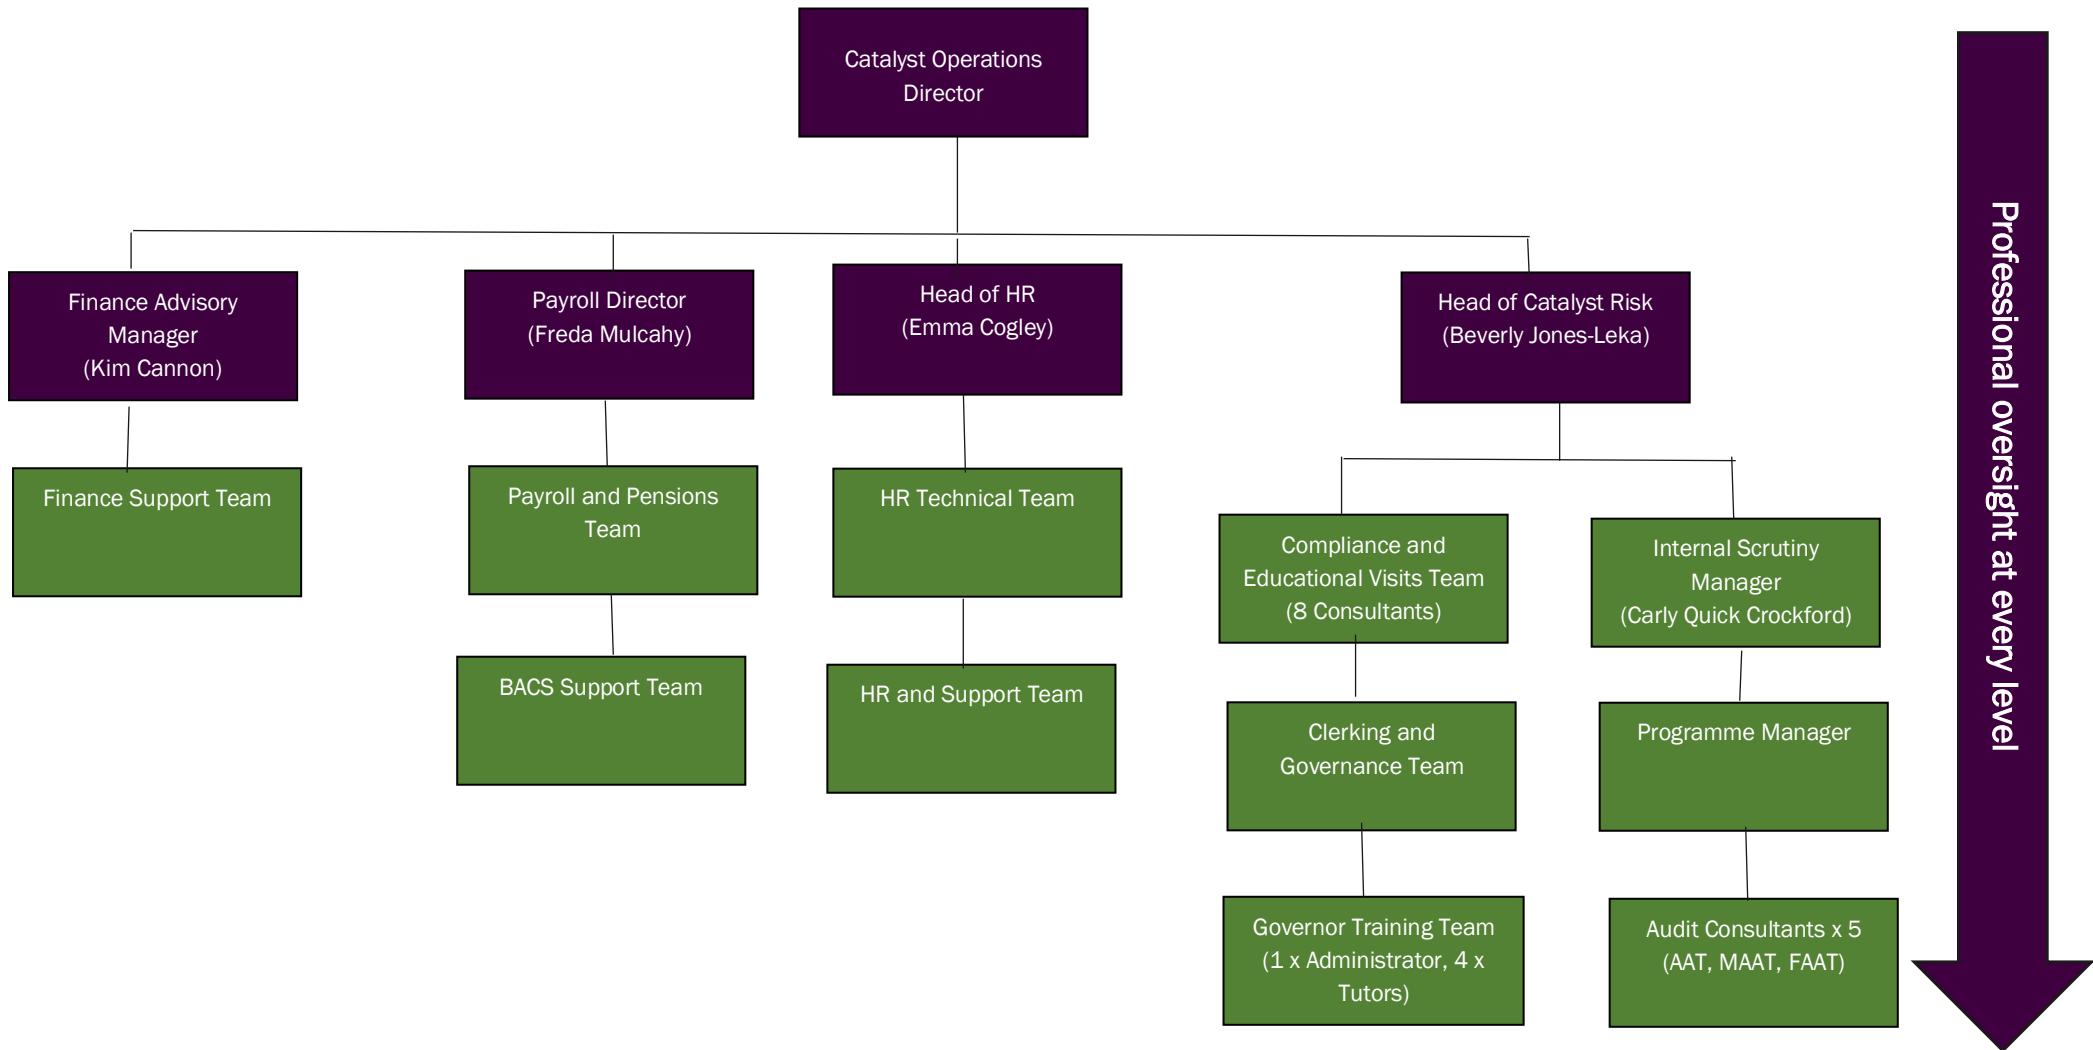 Catalyst Operations
Director
Finance Advisory
Manager
(Kim Cannon)
Payroll Director
(Freda Mulcahy)
Head of HR
(Emma Cogley)
Head of Catalyst Risk
(Beverly Jones-Leka)
Finance Support Team
Payroll and Pensions
Team
HR Technical Team
Compliance and
Educational Visits Team
(8 Consultants)
Internal Scrutiny
Manager
(Carly Quick Crockford)
BACS Support Team
HR and Support Team
Clerking and
Governance Team
Programme Manager
Governor Training Team
(1 x Administrator, 4 x
Tutors)
Audit Consultants x 5
(AAT, MAAT, FAAT)
Professional oversight at every level